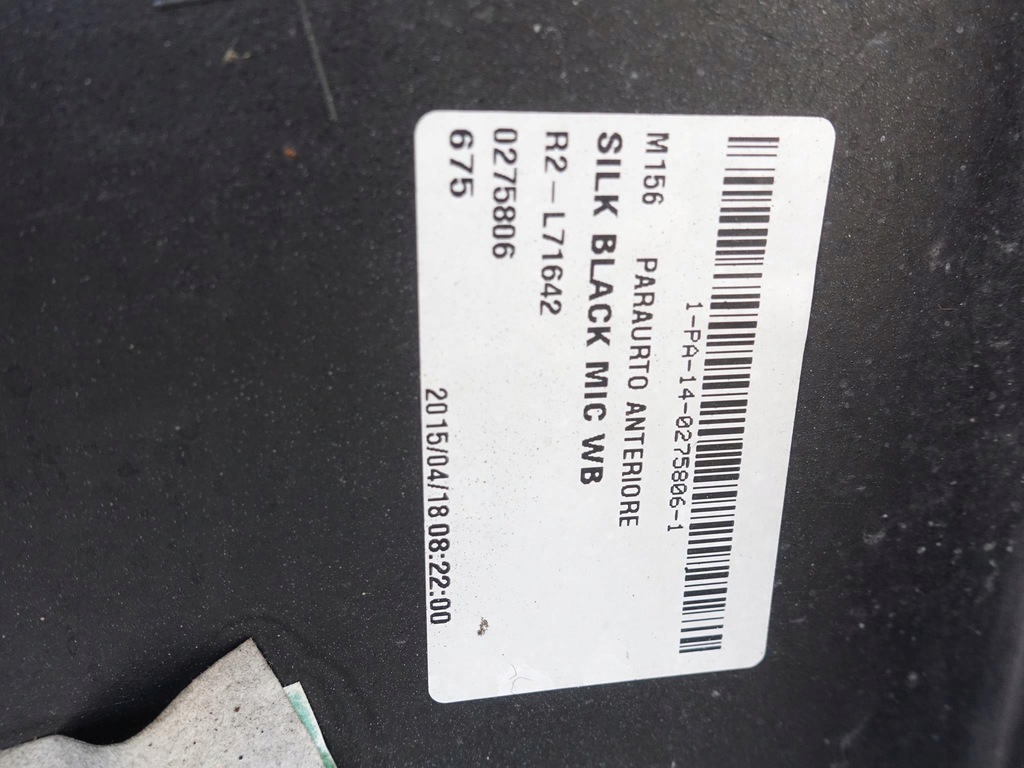 1-PA-14-0275806-1
M156 PARAURTO ANTERIORE
SILK BLACK MIC WB
R2-L71642
0275806
675
2015/04/18 08:22:00